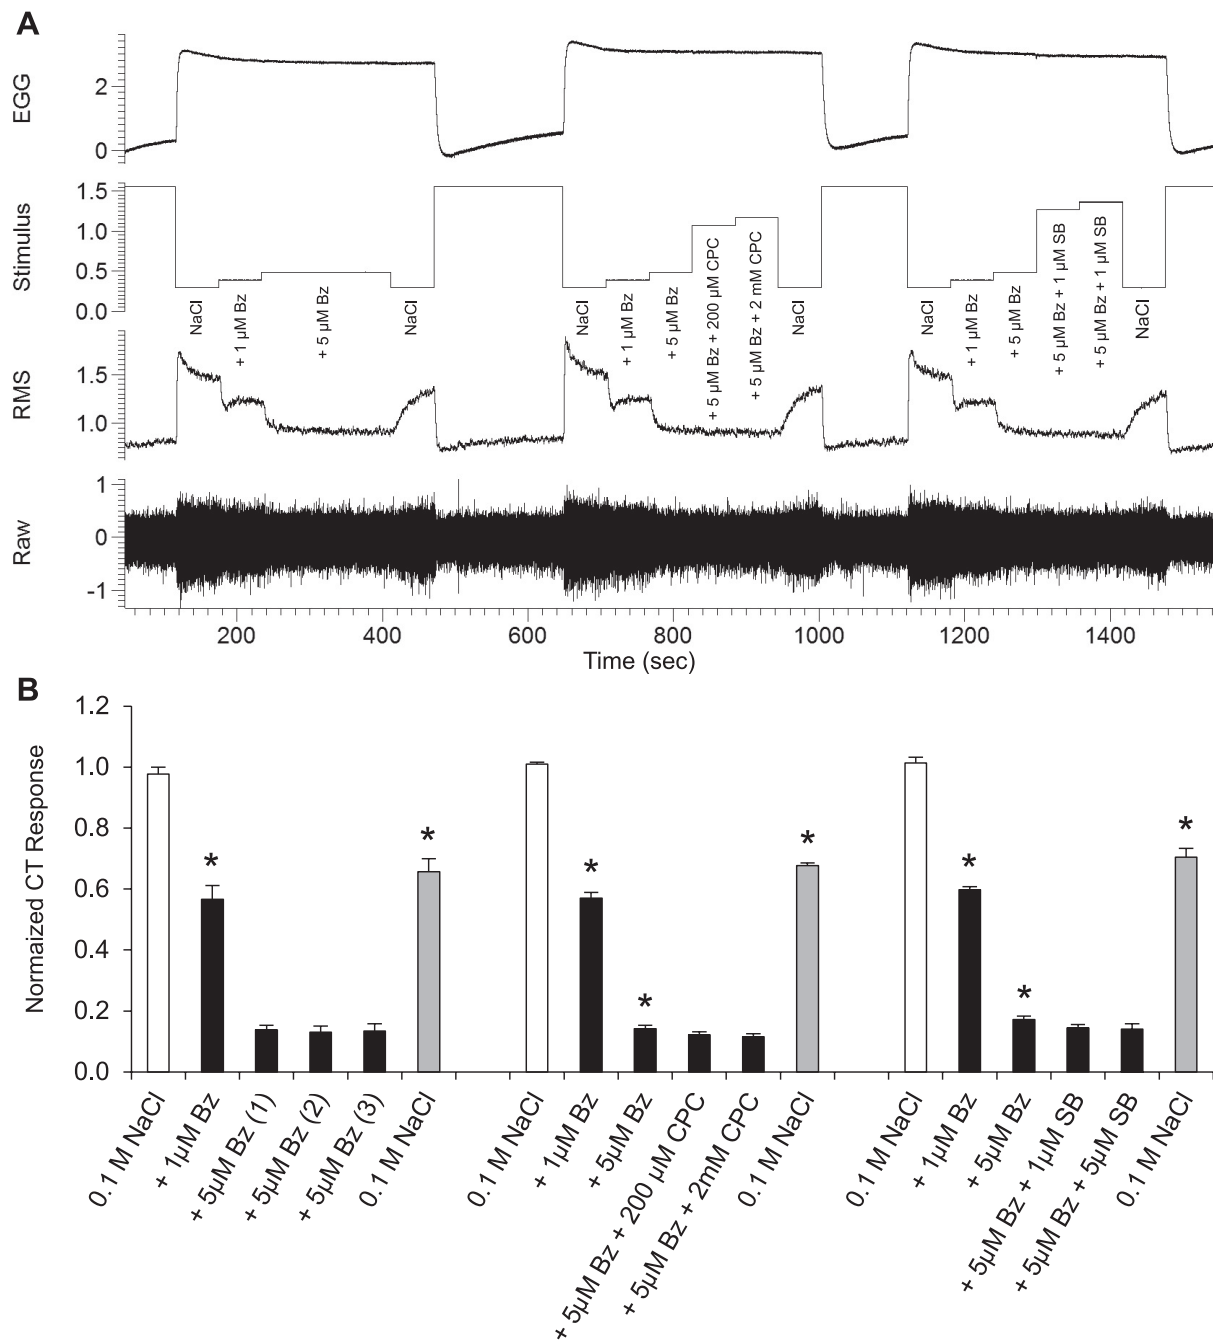 A
EGG
2
0
Stimulus
1.5
1.0
0.5
0.0
NaCl
+ 1 µM Bz
+ 5 µM Bz
NaCl
NaCl
+ 1 µM Bz
+ 5 µM Bz
+ 5 µM Bz + 200 µM CPC
+ 5 µM Bz + 2 mM CPC
NaCl
NaCl
+ 1 µM Bz
+ 5 µM Bz
+ 5 µM Bz + 1 µM SB
+ 5 µM Bz + 1 µM SB
NaCl
RMS
1.5
1.0
Raw
1
0
-1
200 400 600 800 1000 1200 1400
Time (sec)
B
Normaized CT Response
1.2
1.0
0.8
0.6
0.4
0.2
0.0
* * * * * * * *
0.1 M NaCl
+ 1µM Bz
+ 5µM Bz (1)
+ 5µM Bz (2)
+ 5µM Bz (3)
0.1 M NaCl
0.1 M NaCl
+ 1µM Bz
+ 5µM Bz
+ 5µM Bz + 200 µM CPC
+ 5µM Bz + 2mM CPC
0.1 M NaCl
0.1 M NaCl
+ 1µM Bz
+ 5µM Bz
+ 5µM Bz + 1µM SB
+ 5µM Bz + 5µM SB
0.1 M NaCl